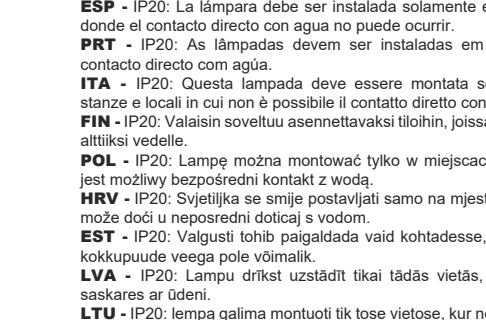 ESP - IP20: La lámpara debe ser instalada solamente
donde el contacto directo con agua no puede ocurrir.
PRT - IP20: As lâmpadas devem ser instaladas em
contacto directo com agúa.
ITA - IP20: Questa lampada deve essere montata
stanze e locali in cui non è possibile il contatto diretto con
FIN - IP20: Valaisin soveltuu asennettavaksi tiloihin,
alttiiksi vedelle.
POL - IP20: Lampę można montować tylko w
jest możliwy bezpośredni kontakt z wodą.
HRV - IP20: Svjetiljka se smije postavljati samo na
može doći u neposredni doticaj s vodom.
EST - IP20: Valgusti tohib paigaldada vaid kohtadesse,
kokkupuude veega pole võimalik.
LVA - IP20: Lampu drīkst uzstādīt tikai tādās vietās,
saskares ar ūdeni.
LTU - IP20: lempą galima montuoti tik tose vietose, kur